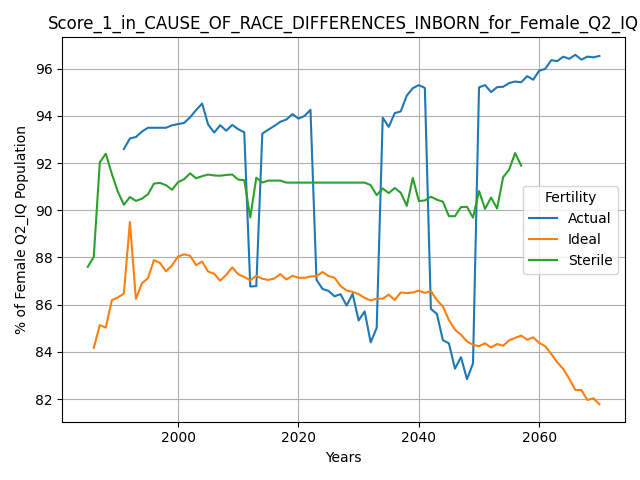 Score_1_in_CAUSE_OF_RACE_DIFFERENCES_INBORN_for_Female_Q2_IQ
% of Female Q2_IQ Population
96
94
92
90
88
86
84
82
Fertility
Actual
Ideal
Sterile
2000
2020
2040
2060
Years